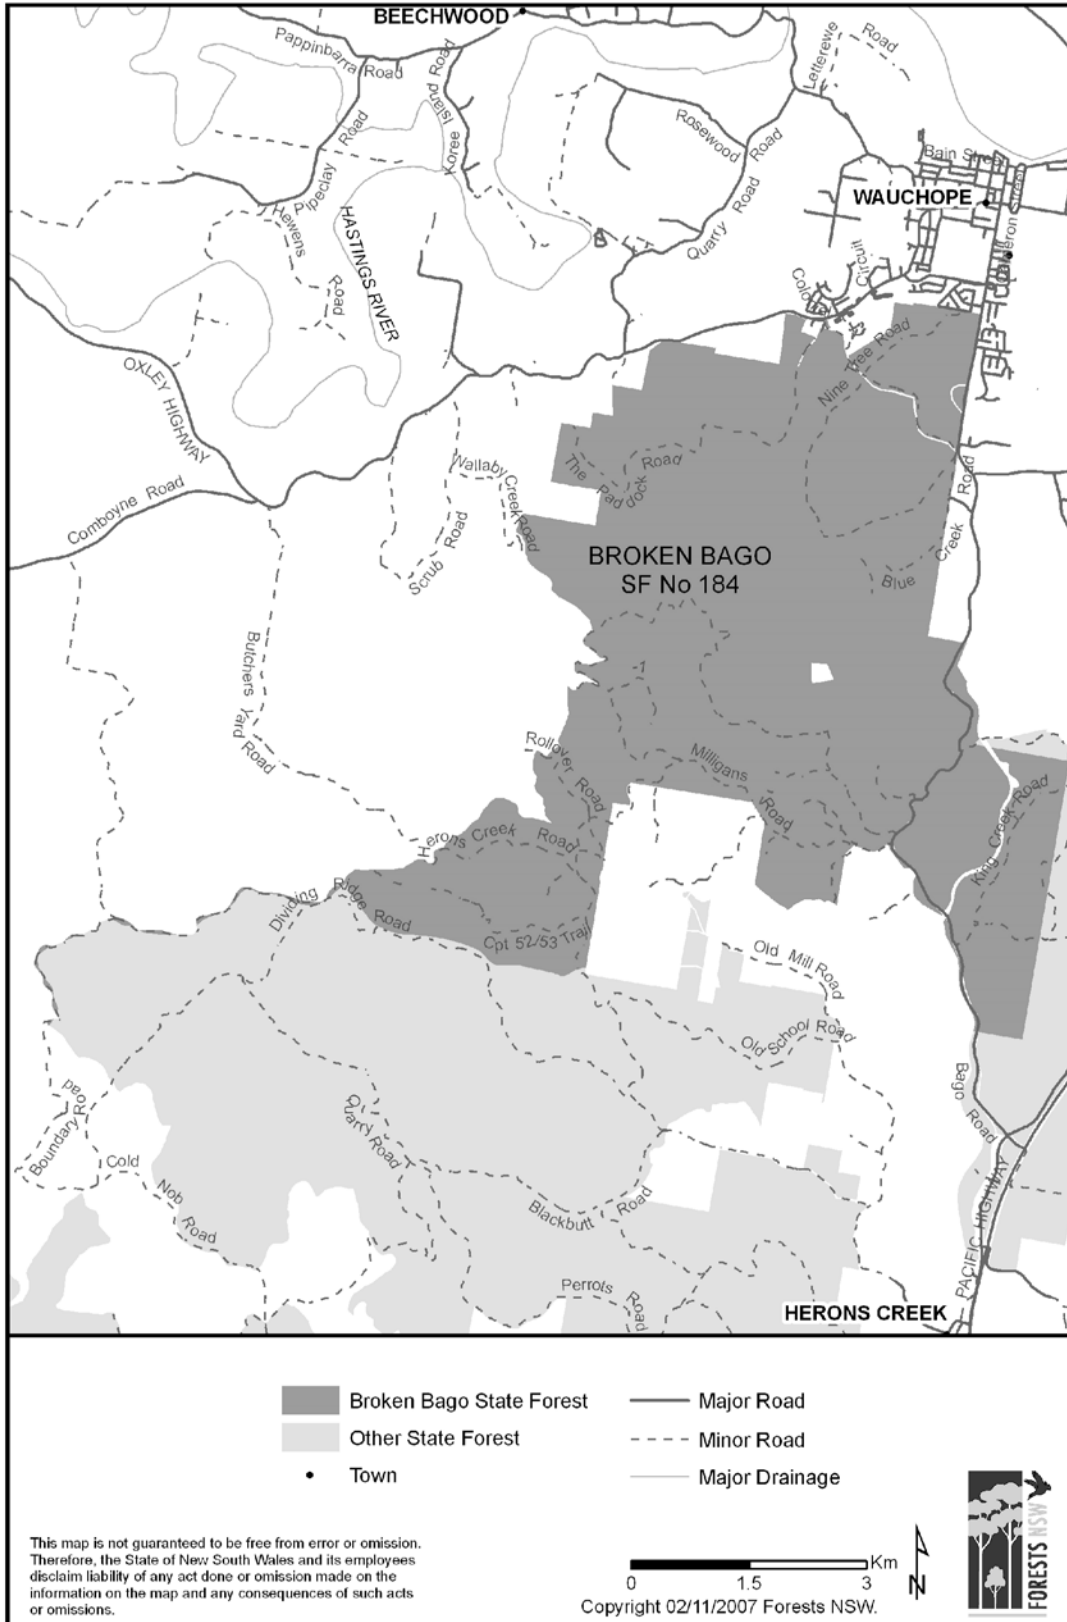 BEECHWOOD
Pappinbarra Road
Koree Island Road
Letterewe Road
Rosewood Road
Bain Street
WAUCHOPE
Cameron Street
Pipeclay Road
Hewens Road
HASTINGS RIVER
Quarry Road
Colonial Circuit
Nine Tree Road
OXLEY HIGHWAY
Comboyne Road
Wallaby Creek Road
Scrub Road
The Paddock Road
Blue Creek Road
BROKEN BAGO
SF No 184
Butchers Yard Road
-1
Rollover Road
Milligans Road
King Creek Road
Herons Creek Road
Dividing Ridge Road
Cpt 52/53 Trail
Old Mill Road
Old School Road
Bago Road
Boundary Road
Cold Nob Road
Quarry Road
Blackbutt Road
PACIFIC HIGHWAY
Perrots Road
HERONS CREEK
Broken Bago State Forest
Other State Forest
Town
Major Road
Minor Road
Major Drainage
This map is not guaranteed to be free from error or omission.
Therefore, the State of New South Wales and its employees
disclaim liability of any act done or omission made on the
information on the map and any consequences of such acts
or omissions.
Km
0 1.5 3
N
Copyright 02/11/2007 Forests NSW.
FORESTS NSW